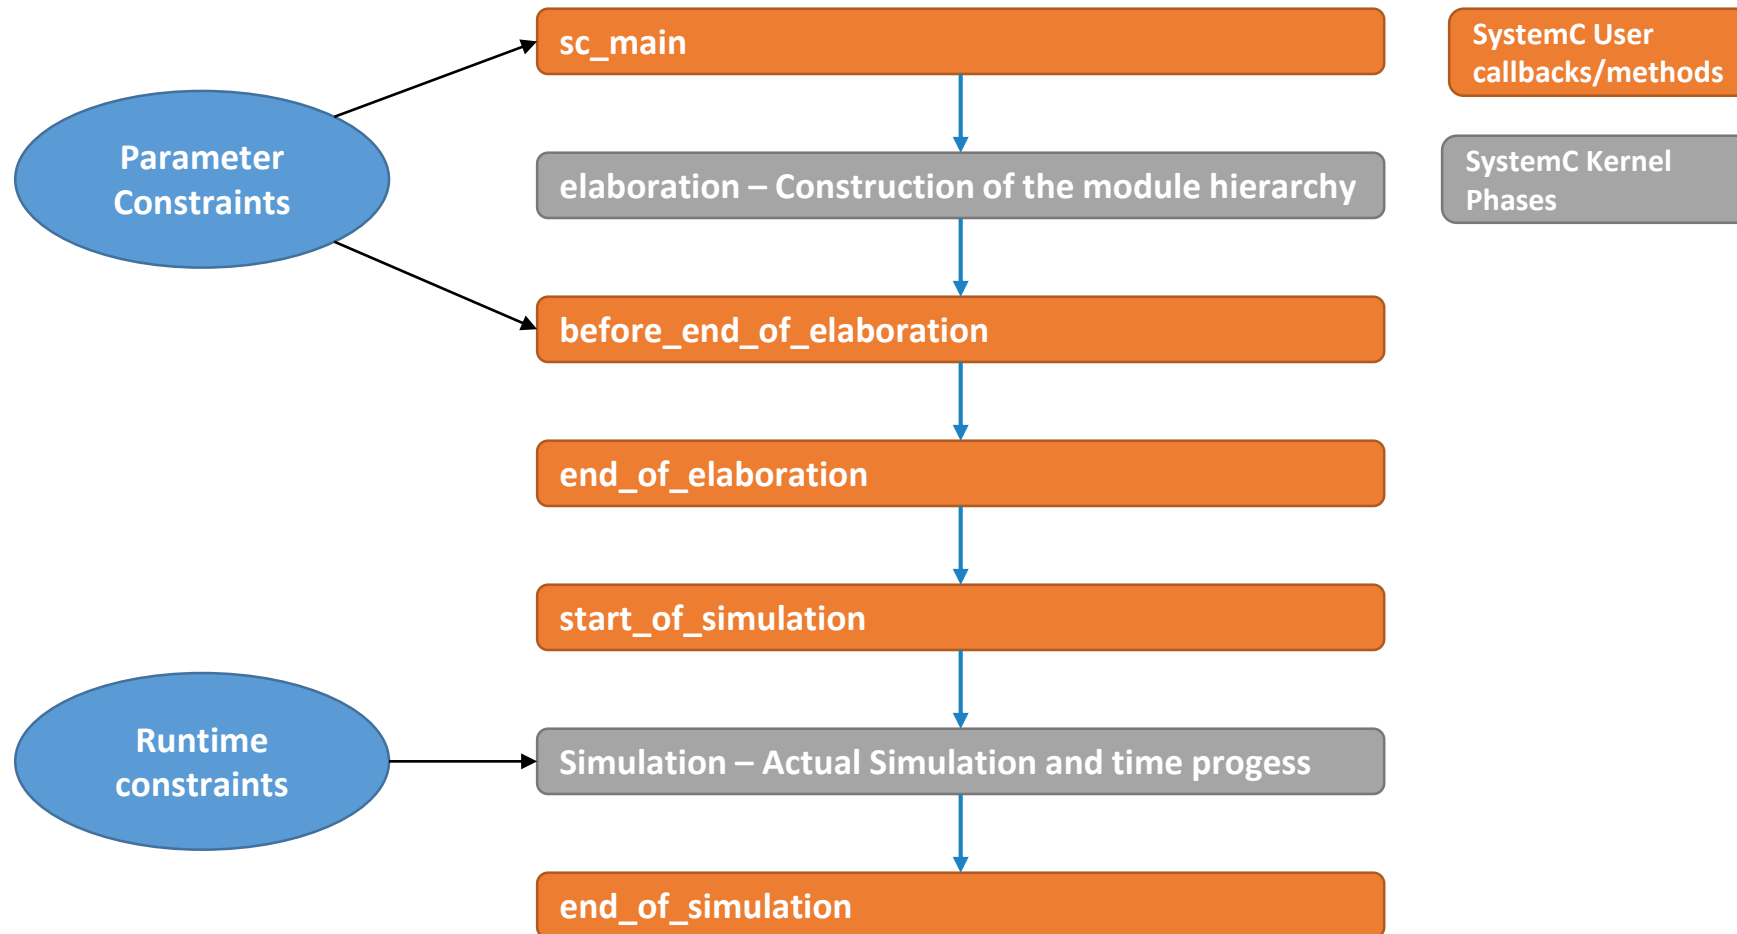 sc_main
SystemC User
callbacks/methods
Parameter
Constraints
elaboration – Construction of the module hierarchy
SystemC Kernel
Phases
before_end_of_elaboration
end_of_elaboration
start_of_simulation
Runtime
constraints
Simulation – Actual Simulation and time progess
end_of_simulation